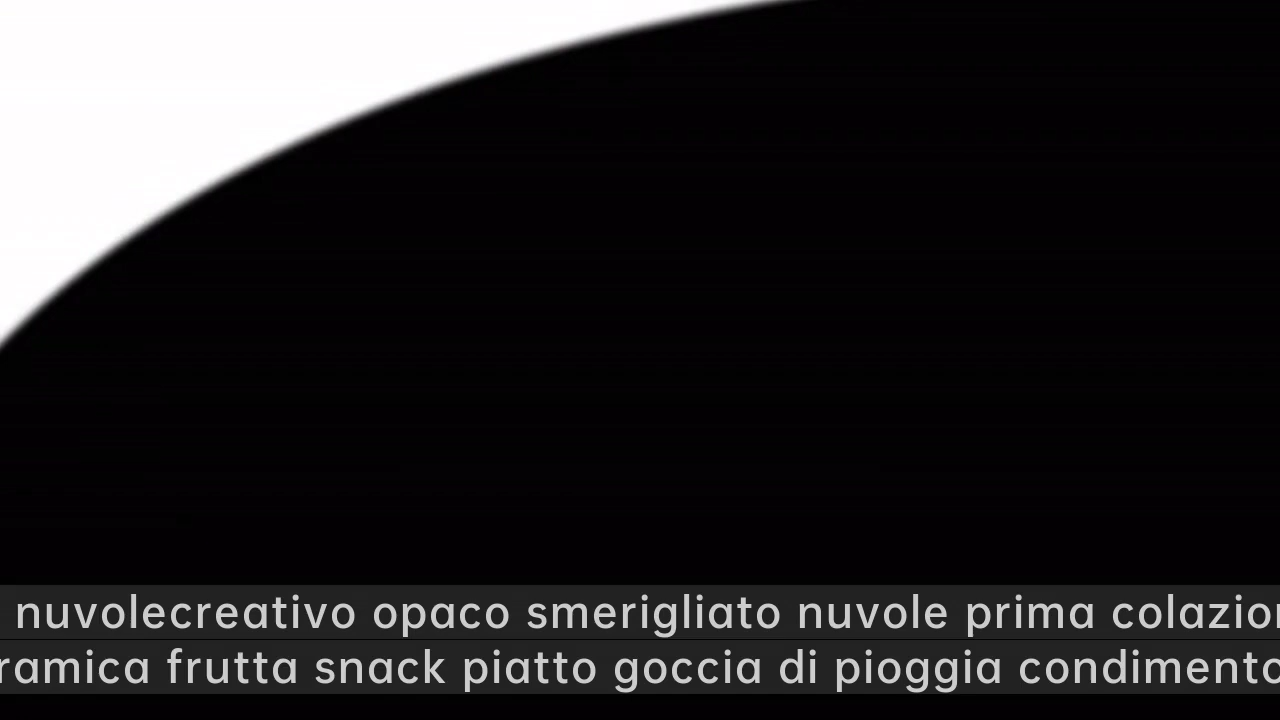 nuvolecreativo opaco smerigliato nuvole prima colazion
ramica frutta snack piatto goccia di pioggia condimento